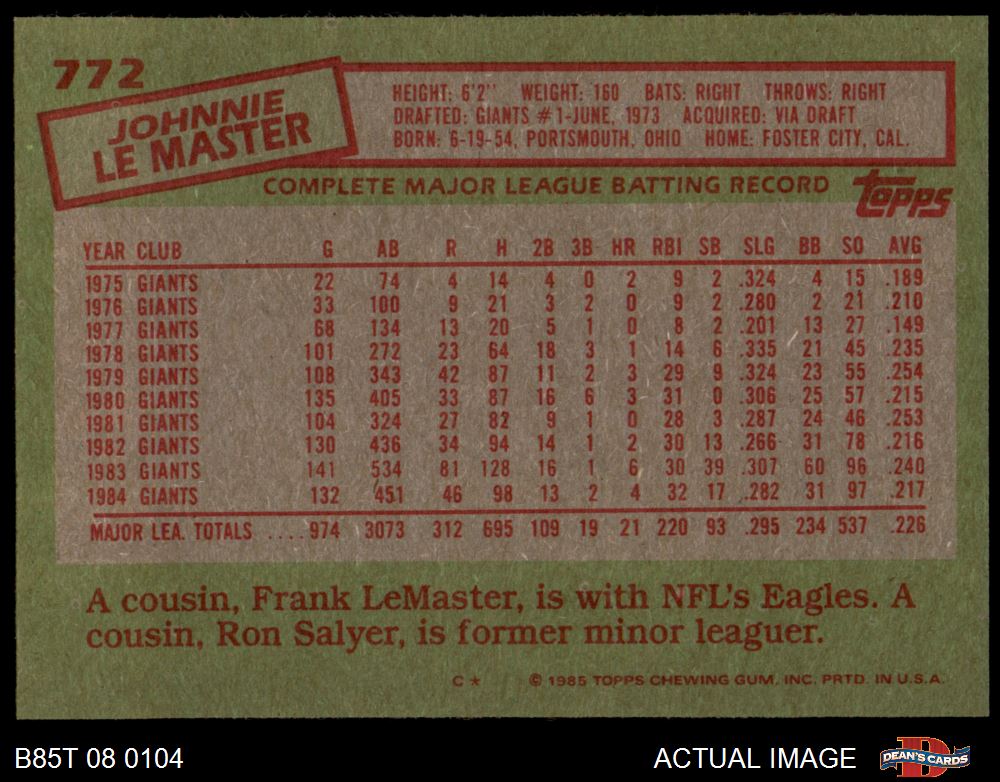 772
JOHNNIE
LE MASTER
HEIGHT: 6'2" WEIGHT: 160 BATS: RIGHT THROWS: RIGHT
DRAFTED: GIANTS #1-JUNE, 1973 ACQUIRED: VIA DRAFT
BORN: 6-19-54, PORTSMOUTH, OHIO HOME: FOSTER CITY, CAL.
COMPLETE MAJOR LEAGUE BATTING RECORD
Topps
YEAR CLUB G AB R H 2B 3B HR RBI SB SLG BB SO AVG
1975 GIANTS 22 74 4 14 4 0 2 9 2 .324 4 15 .189
1976 GIANTS 33 100 9 21 3 2 0 9 2 .280 2 21 .210
1977 GIANTS 68 134 13 20 5 1 0 8 2 .201 13 27 .149
1978 GIANTS 101 272 23 64 18 3 1 14 6 .335 21 45 .235
1979 GIANTS 108 343 42 87 11 2 3 29 9 .324 23 55 .254
1980 GIANTS 135 405 33 87 16 6 3 31 0 .306 25 57 .215
1981 GIANTS 104 324 27 82 9 1 0 28 3 .287 24 46 .253
1982 GIANTS 130 436 34 94 14 1 2 30 13 .266 31 78 .216
1983 GIANTS 141 534 81 128 16 1 6 30 39 .307 60 96 .240
1984 GIANTS 132 451 46 98 13 2 4 32 17 .282 31 97 .217
MAJOR LEA. TOTALS ....974 3073 312 695 109 19 21 220 93 .295 234 537 .226
A cousin, Frank LeMaster, is with NFL's Eagles. A
cousin, Ron Salyer, is former minor leaguer.
C * © 1985 TOPPS CHEWING GUM, INC. PRTD. IN U.S.A.
B85T 08 0104 ACTUAL IMAGE DEAN'S CARDS